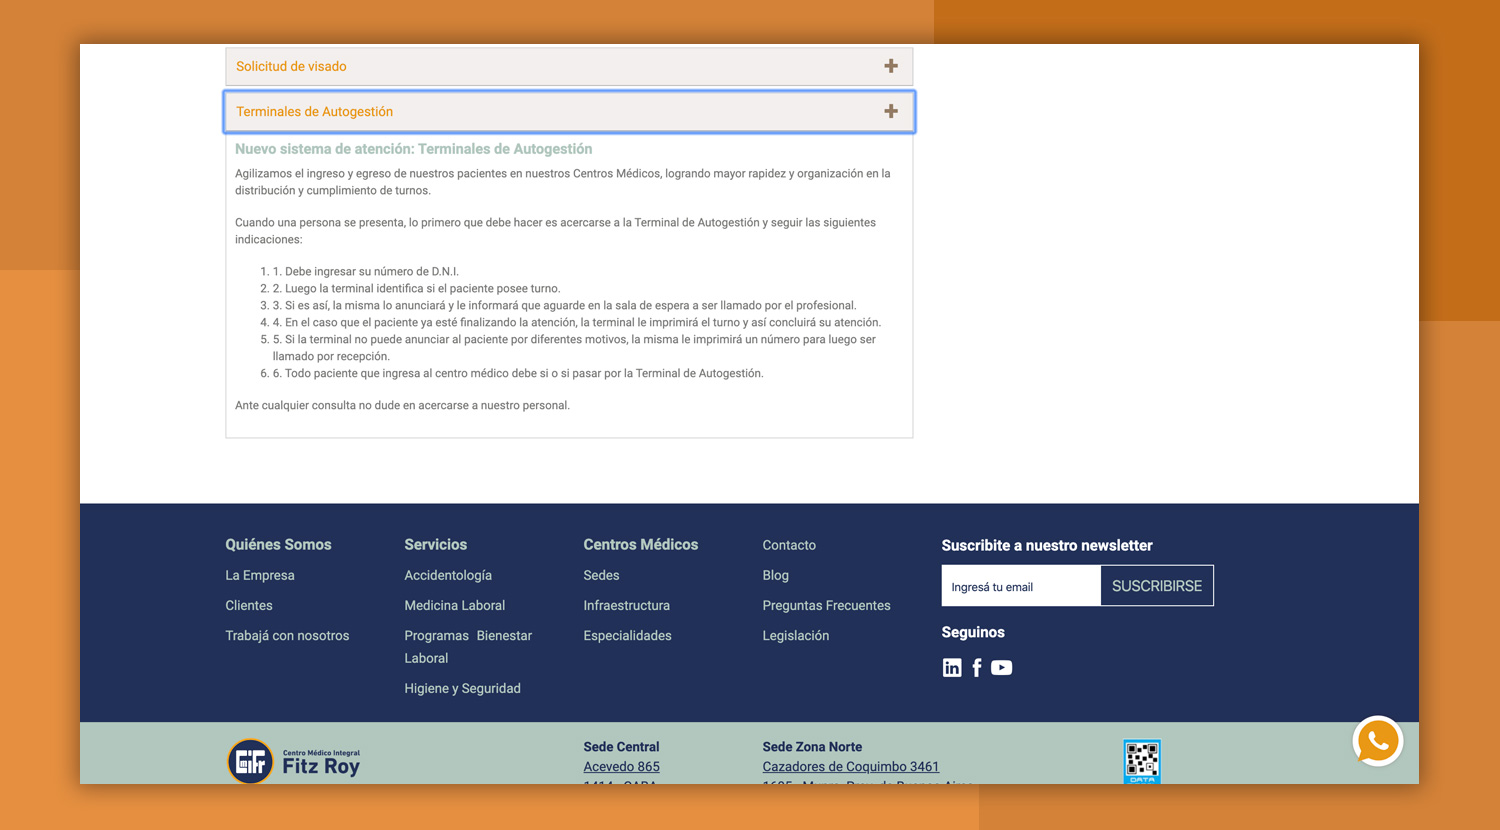 Solicitud de visado
Terminales de Autogestión
Nuevo sistema de atención: Terminales de Autogestión
Agilizamos el ingreso y egreso de nuestros pacientes en nuestros Centros Médicos, logrando mayor rapidez y organización en la
distribución y cumplimiento de turnos.
Cuando una persona se presenta, lo primero que debe hacer es acercarse a la Terminal de Autogestión y seguir las siguientes
indicaciones:
1. 1. Debe ingresar su número de D.N.I.
2. 2. Luego la terminal identifica si el paciente posee turno.
3. 3. Si es así, la misma lo anunciará y le informará que aguarde en la sala de espera a ser llamado por el profesional.
4. 4. En el caso que el paciente ya esté finalizando la atención, la terminal le imprimirá el turno y así concluirá su atención.
5. 5. Si la terminal no puede anunciar al paciente por diferentes motivos, la misma le imprimirá un número para luego ser
llamado por recepción.
6. 6. Todo paciente que ingresa al centro médico debe si o si pasar por la Terminal de Autogestión.
Ante cualquier consulta no dude en acercarse a nuestro personal.
Quiénes Somos
La Empresa
Clientes
Trabajá con nosotros
Servicios
Accidentología
Medicina Laboral
Programas Bienestar
Laboral
Higiene y Seguridad
Centros Médicos
Sedes
Infraestructura
Especialidades
Contacto
Blog
Preguntas Frecuentes
Legislación
Suscribite a nuestro newsletter
Ingresá tu email
SUSCRIBIRSE
Seguinos
Centro Médico Integral
Fitz Roy
Sede Central
Acevedo 865
Sede Zona Norte
Cazadores de Coquimbo 3461